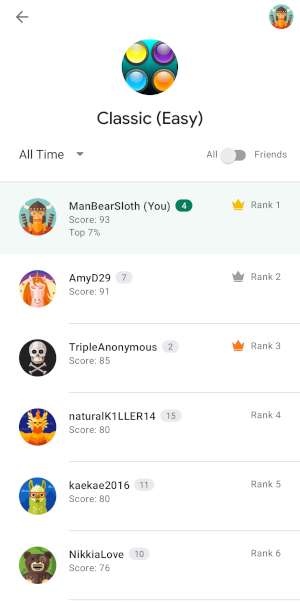 Classic (Easy)
All Time
All Friends
ManBearSloth (You) 4 Rank 1
Score: 93
Top 7%
AmyD29 7 Rank 2
Score: 91
TripleAnonymous 2 Rank 3
Score: 85
naturalK1LLER14 15 Rank 4
Score: 80
kaekae2016 11 Rank 5
Score: 80
NikkiaLove 10 Rank 6
Score: 76